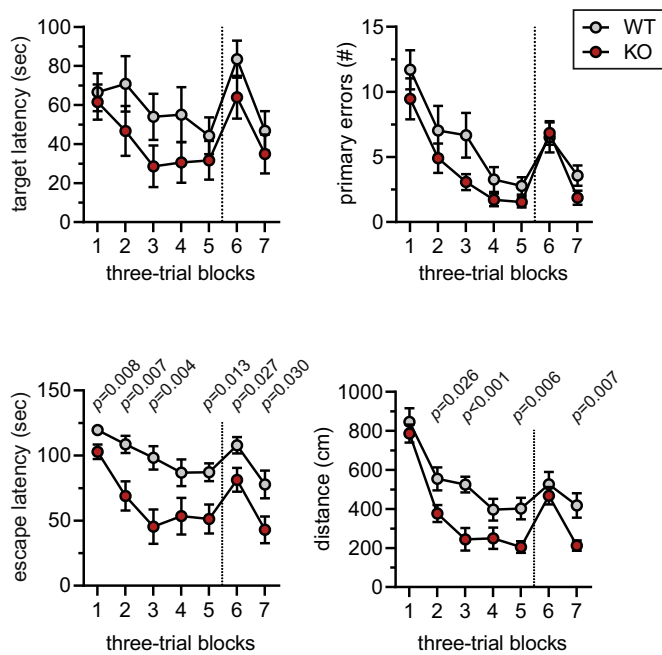 WT
KO
target latency (sec)
100
80
60
40
20
0
1 2 3 4 5 6 7
three-trial blocks
primary errors (#)
15
10
5
0
1 2 3 4 5 6 7
three-trial blocks
p=0.008 p=0.007 p=0.004 p=0.013 p=0.027 p=0.030
escape latency (sec)
150
100
50
0
1 2 3 4 5 6 7
three-trial blocks
p=0.026 p<0.001 p=0.006 p=0.007
distance (cm)
1000
800
600
400
200
0
1 2 3 4 5 6 7
three-trial blocks